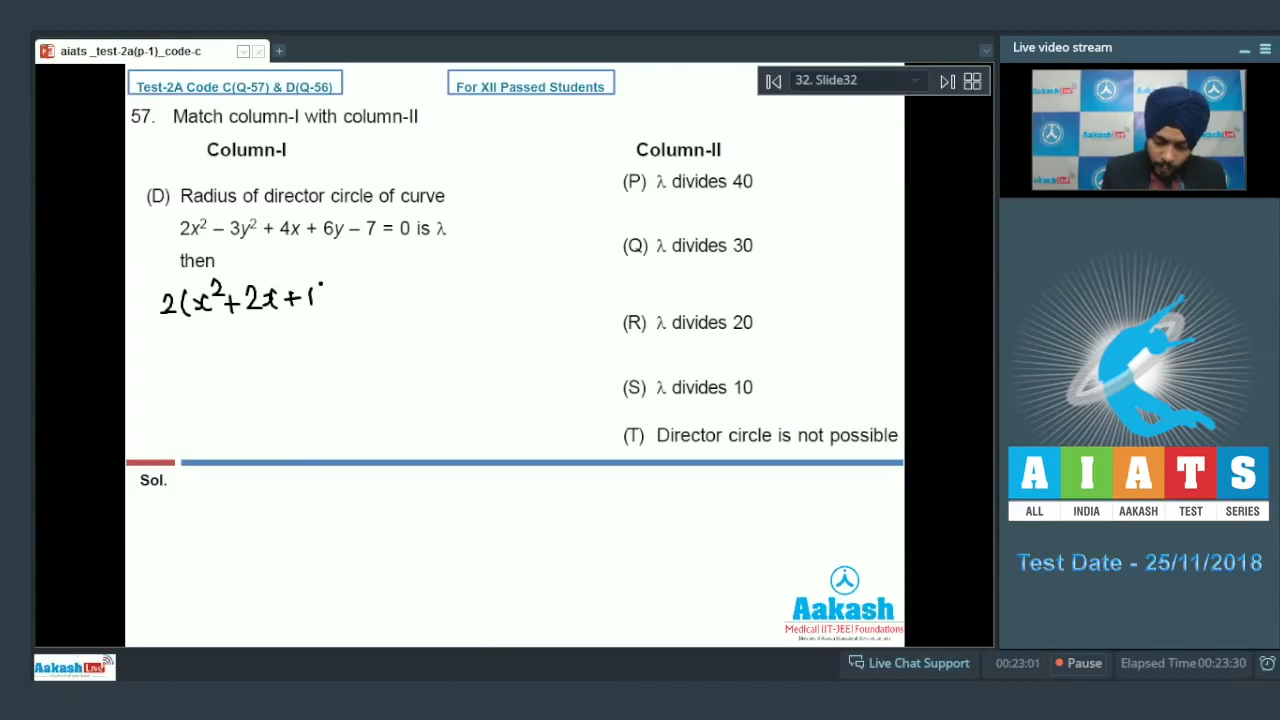 aiats _test-2a(p-1)_code-c
Live video stream
Test-2A Code C(Q-57) & D(Q-56)
For XII Passed Students
32. Slide32
57. Match column-I with column-II
Column-I
Column-II
(D) Radius of director circle of curve
2x² – 3y² + 4x + 6y – 7 = 0 is λ
then
2(x²+2x+1
(P) λ divides 40
(Q) λ divides 30
(R) λ divides 20
(S) λ divides 10
(T) Director circle is not possible
Sol.
Aakash
Medical|IIT-JEE|Foundations
A I A T S
ALL INDIA AAKASH TEST SERIES
Test Date - 25/11/2018
Aakash Live
Live Chat Support
00:23:01
Pause
Elapsed Time 00:23:30